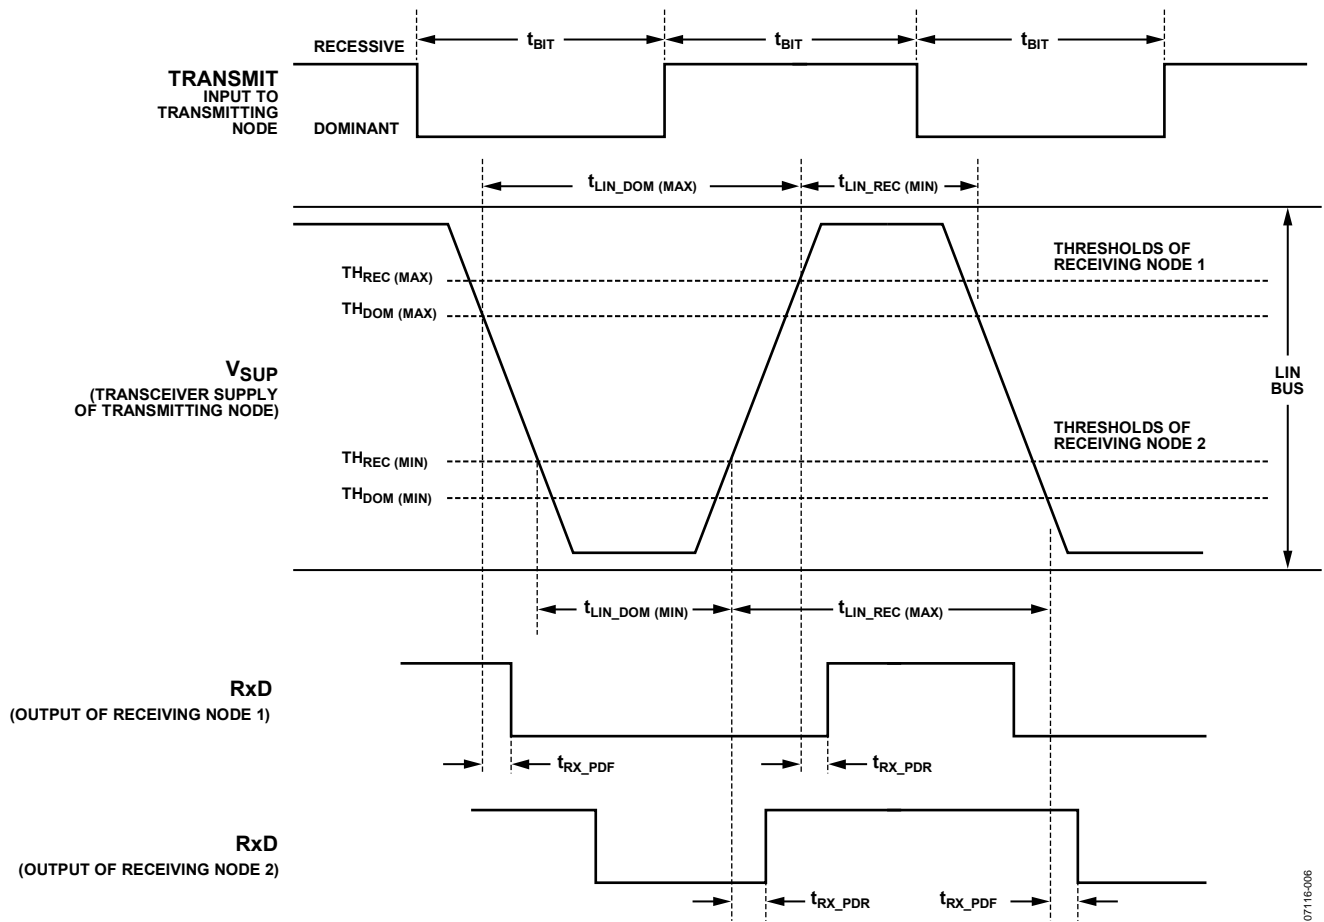 tBIT tBIT tBIT
RECESSIVE
TRANSMIT
INPUT TO
TRANSMITTING
NODE
DOMINANT
tLIN_DOM (MAX) tLIN_REC (MIN)
THRESHOLDS OF
RECEIVING NODE 1
THREC (MAX)
THDOM (MAX)
VSUP
(TRANSCEIVER SUPPLY
OF TRANSMITTING NODE)
LIN
BUS
THRESHOLDS OF
RECEIVING NODE 2
THREC (MIN)
THDOM (MIN)
tLIN_DOM (MIN) tLIN_REC (MAX)
RxD
(OUTPUT OF RECEIVING NODE 1)
tRX_PDF tRX_PDR
RxD
(OUTPUT OF RECEIVING NODE 2)
tRX_PDR tRX_PDF
07116-006